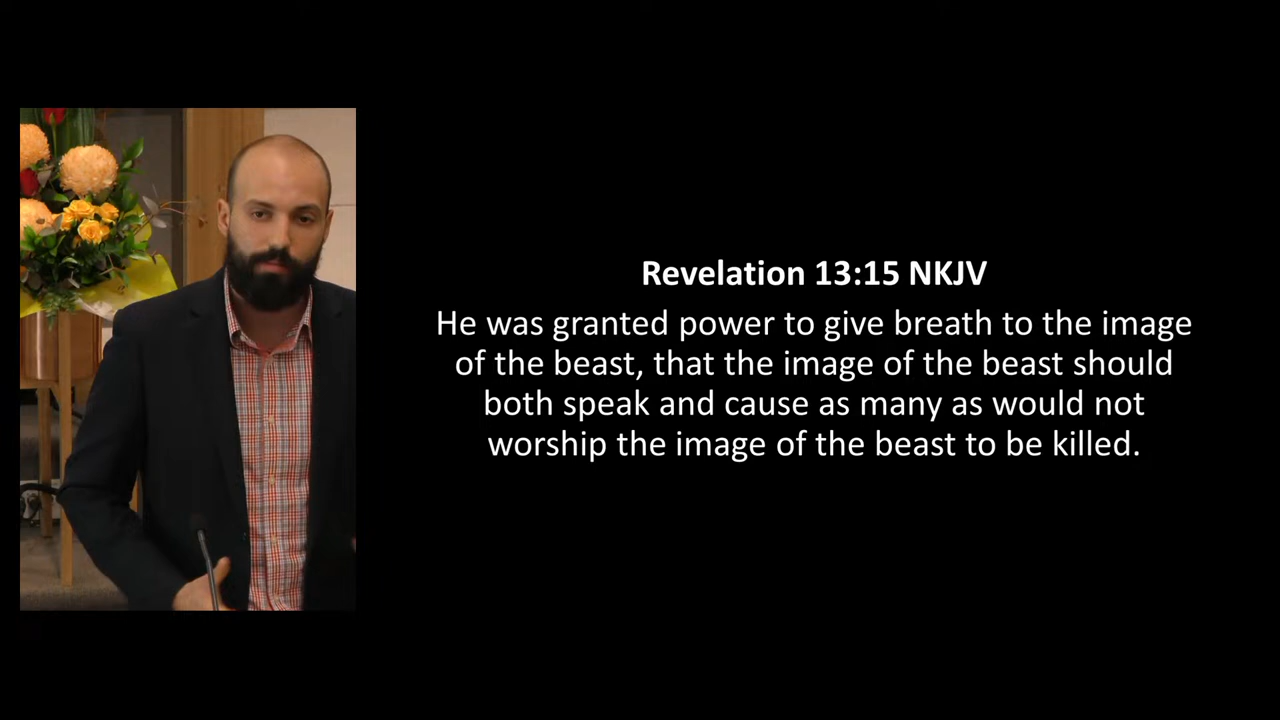 Revelation 13:15 NKJV
He was granted power to give breath to the image
of the beast, that the image of the beast should
both speak and cause as many as would not
worship the image of the beast to be killed.